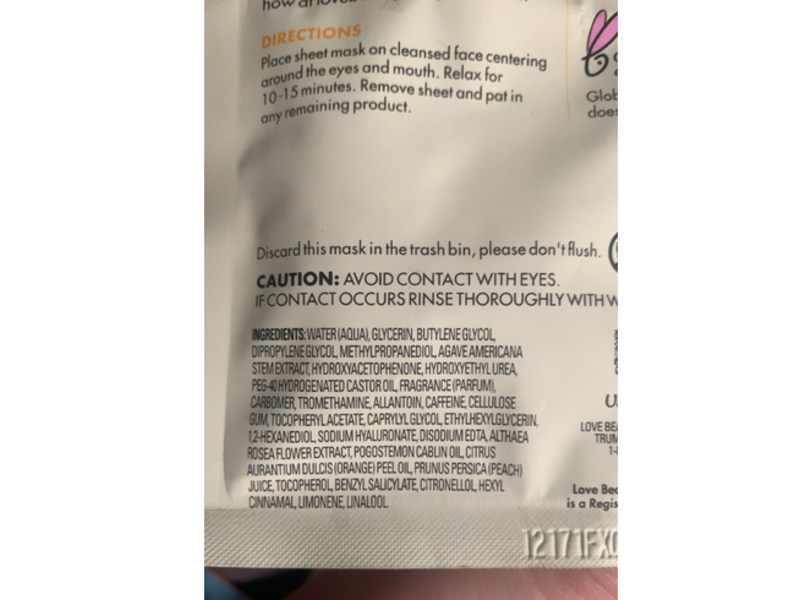 DIRECTIONS
Place sheet mask on cleansed face centering
around the eyes and mouth. Relax for
10-15 minutes. Remove sheet and pat in
any remaining product.
Glob
does
Discard this mask in the trash bin, please don't flush.
CAUTION: AVOID CONTACT WITH EYES.
IF CONTACT OCCURS RINSE THOROUGHLY WITH W
INGREDIENTS: WATER (AQUA), GLYCERIN, BUTYLENE GLYCOL,
DIPROPYLENE GLYCOL, METHYLPROPANEDIOL, AGAVE AMERICANA
STEM EXTRACT, HYDROXYACETOPHENONE, HYDROXYETHYL UREA,
PEG-40 HYDROGENATED CASTOR OIL, FRAGRANCE (PARFUM),
CARBOMER, TROMETHAMINE, ALLANTOIN, CAFFEINE, CELLULOSE
GUM, TOCOPHERYL ACETATE, CAPRYLYL GLYCOL, ETHYLHEXYLGLYCERIN,
1,2-HEXANEDIOL, SODIUM HYALURONATE, DISODIUM EDTA, ALTHAEA
ROSEA FLOWER EXTRACT, POGOSTEMON CABLIN OIL, CITRUS
AURANTIUM DULCIS (ORANGE) PEEL OIL, PRUNUS PERSICA (PEACH)
JUICE, TOCOPHEROL, BENZYL SALICYLATE, CITRONELLOL, HEXYL
CINNAMAL, LIMONENE, LINALOOL.
LOVE BEA
TRUM
Love Bea
is a Regis
12171FX